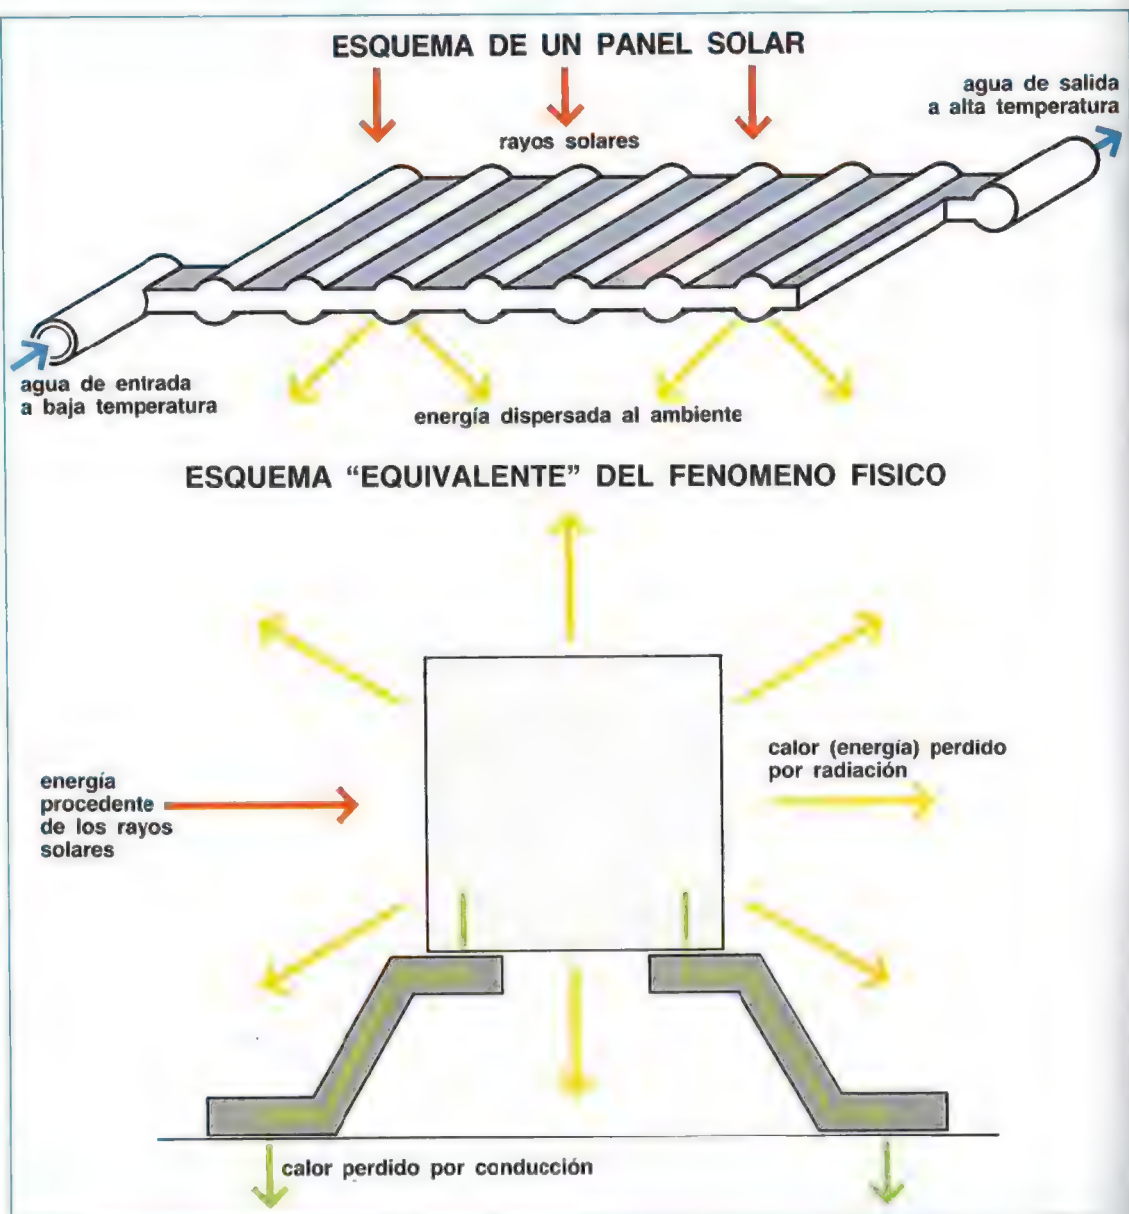 ESQUEMA DE UN PANEL SOLAR
agua de salida
a alta temperatura
rayos solares
agua de entrada
a baja temperatura
energía dispersada al ambiente
ESQUEMA “EQUIVALENTE” DEL FENOMENO FISICO
calor (energía) perdido
por radiación
energía
procedente
de los rayos
solares
calor perdido por conducción